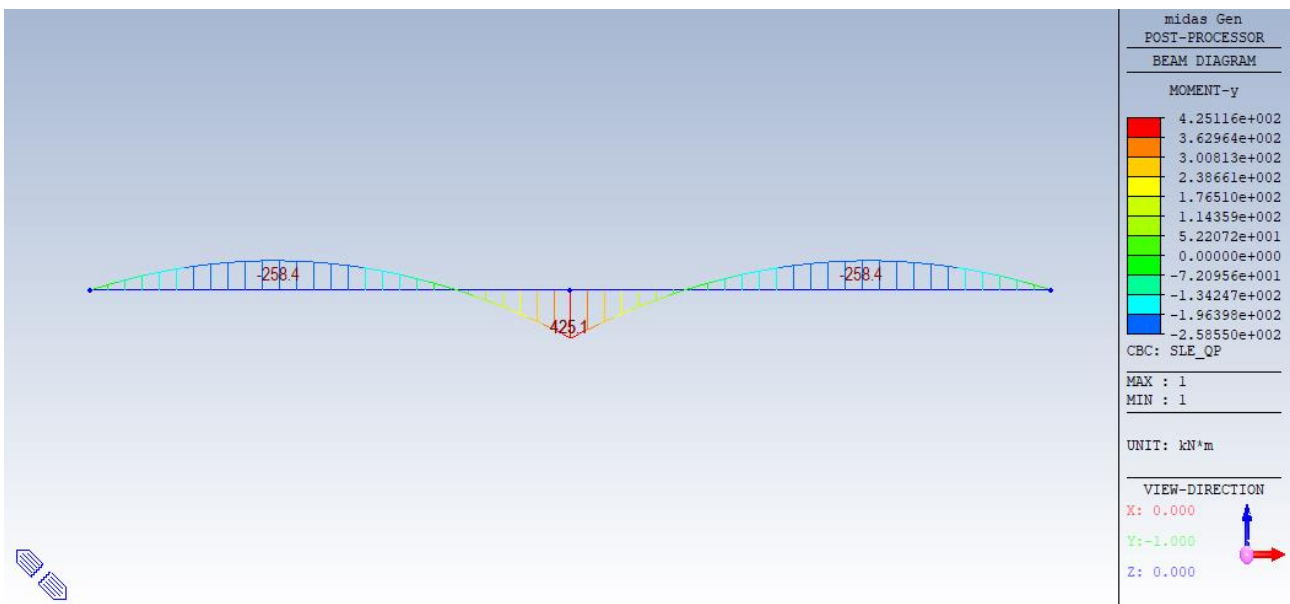 midas Gen
POST-PROCESSOR
BEAM DIAGRAM
MOMENT-y
4.25116e+002
3.62964e+002
3.00813e+002
2.38661e+002
1.76510e+002
1.14359e+002
5.22072e+001
0.00000e+000
-7.20956e+001
-1.34247e+002
-1.96398e+002
-2.58550e+002
CBC: SLE_QP
MAX : 1
MIN : 1
UNIT: kN*m
VIEW-DIRECTION
X: 0.000
Y:-1.000
Z: 0.000
-258.4
-258.4
425.1